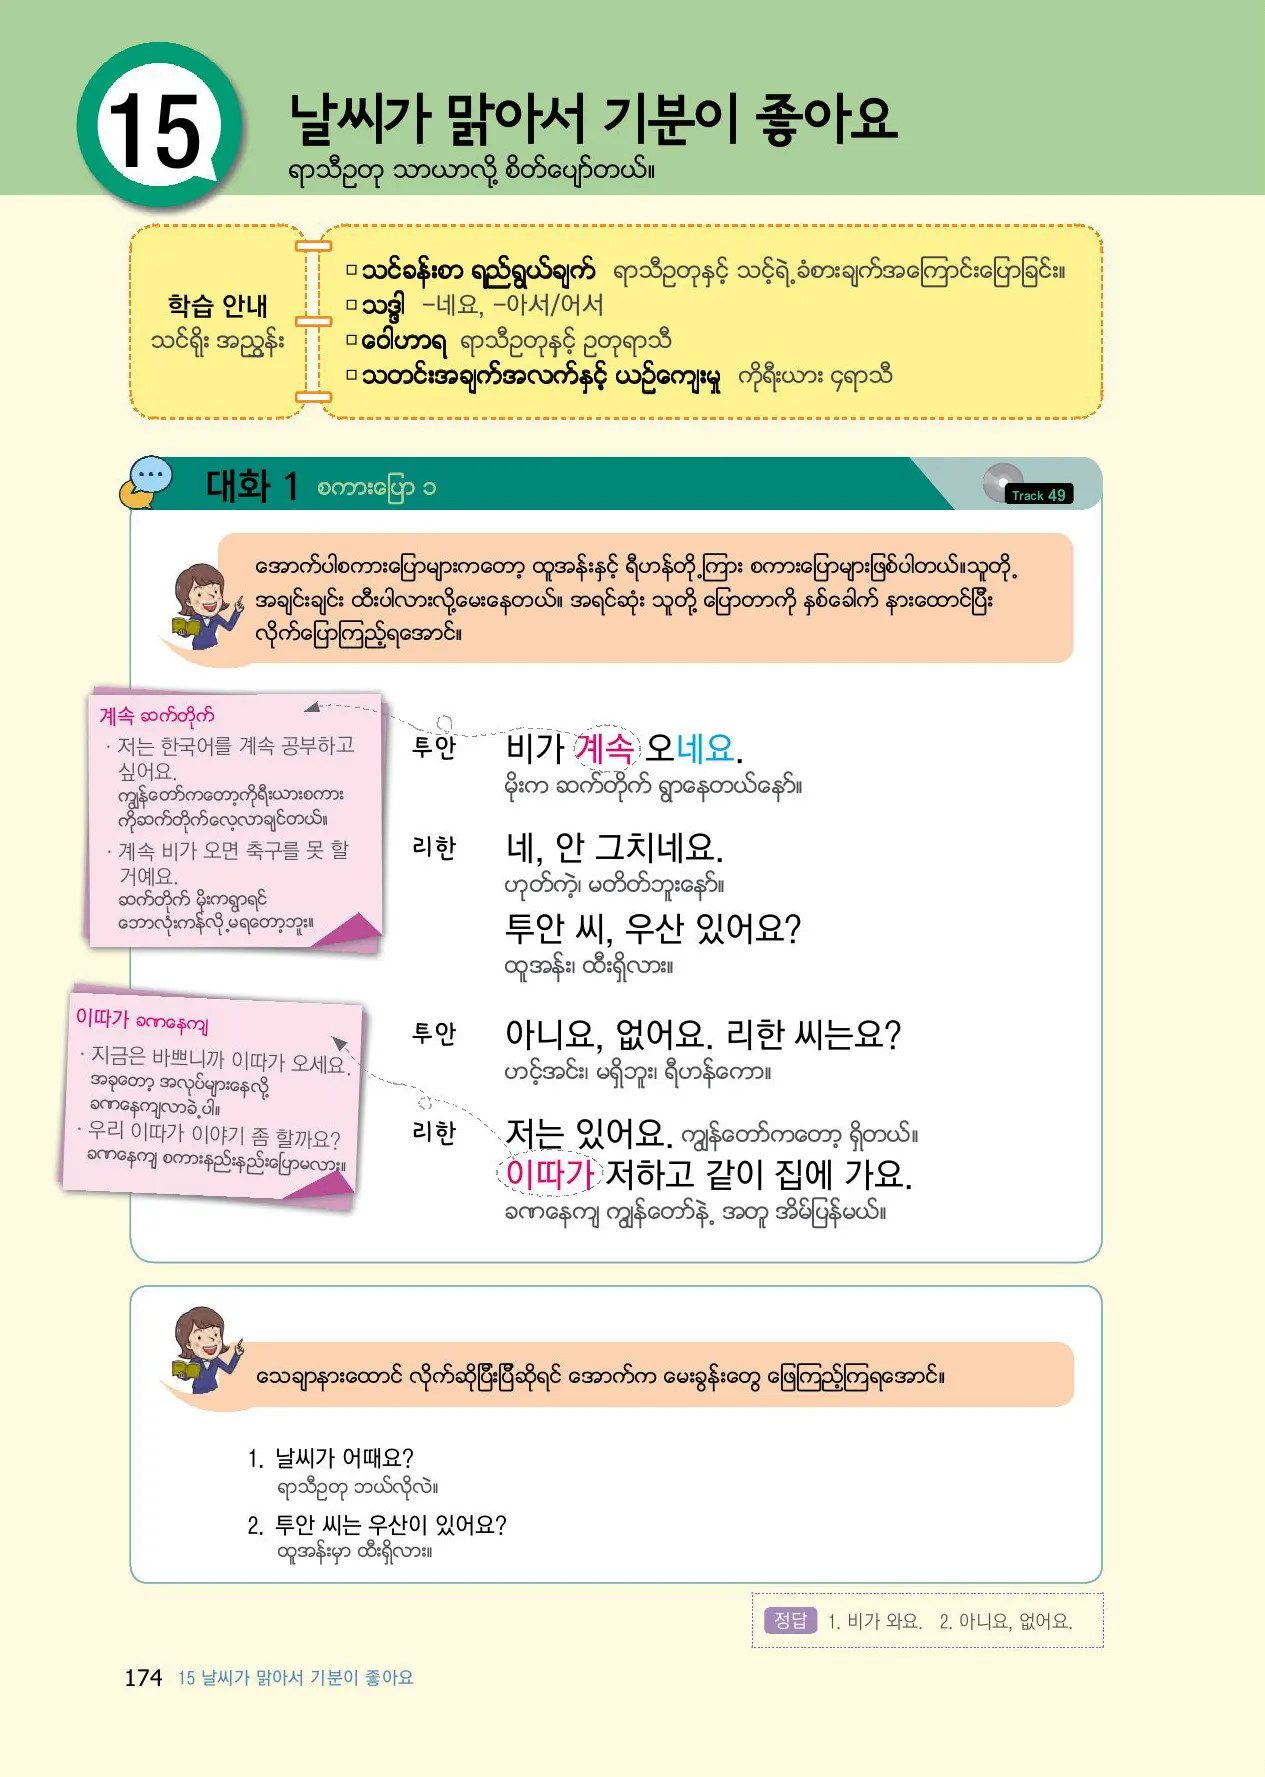 15
날씨가 맑아서 기분이 좋아요
ရာသီဥတု သာယာလို့ စိတ်ပျော်တယ်။
학습 안내
သင်ရိုး အညွှန်း
□ သင်ခန်းစာ ရည်ရွယ်ချက် ရာသီဥတုနှင့် သင့်ရဲ့ ခံစားချက်အကြောင်းပြောခြင်း။
□ သဒ္ဒါ -네요, -아서/어서
□ ဝေါဟာရ ရာသီဥတုနှင့် ဥတုရာသီ
□ သတင်းအချက်အလက်နှင့် ယဉ်ကျေးမှု ကိုရီးယား ၄ရာသီ
대화 1 စကားပြော ၁
Track 49
အောက်ပါစကားပြောများကတော့ ထူအန်းနှင့် ရီဟန်တို့ကြား စကားပြောများဖြစ်ပါတယ်။သူတို့
အချင်းချင်း ထီးပါလားလို့မေးနေတယ်။ အရင်ဆုံး သူတို့ ပြောတာကို နှစ်ခေါက် နားထောင်ပြီး
လိုက်ပြောကြည့်ရအောင်။
계속 ဆက်တိုက်
· 저는 한국어를 계속 공부하고
싶어요.
ကျွန်တော်ကတော့ကိုရီးယားစကား
ကိုဆက်တိုက်လေ့လာချင်တယ်။
· 계속 비가 오면 축구를 못 할
거예요.
ဆက်တိုက် မိုးကရွာရင်
ဘောလုံးကန်လို့မရတော့ဘူး။
투안 비가 계속 오네요.
မိုးက ဆက်တိုက် ရွာနေတယ်နော်။
리한 네, 안 그치네요.
ဟုတ်ကဲ့၊ မတိတ်ဘူးနော်။
투안 씨, 우산 있어요?
ထူအန်း၊ ထီးရှိလား။
이따가 ခဏနေကျ
· 지금은 바쁘니까 이따가 오세요.
အခုတော့ အလုပ်များနေလို့
ခဏနေကျလာခဲ့ပါ။
· 우리 이따가 이야기 좀 할까요?
ခဏနေကျ စကားနည်းနည်းပြောမလား။
투안 아니요, 없어요. 리한 씨는요?
ဟင့်အင်း၊ မရှိဘူး၊ ရီဟန်ကော။
리한 저는 있어요. ကျွန်တော်ကတော့ ရှိတယ်။
이따가 저하고 같이 집에 가요.
ခဏနေကျ ကျွန်တော်နဲ့ အတူ အိမ်ပြန်မယ်။
သေချာနားထောင် လိုက်ဆိုပြီးပြီဆိုရင် အောက်က မေးခွန်းတွေ ဖြေကြည့်ကြရအောင်။
1. 날씨가 어때요?
ရာသီဥတု ဘယ်လိုလဲ။
2. 투안 씨는 우산이 있어요?
ထူအန်းမှာ ထီးရှိလား။
정답 1. 비가 와요. 2. 아니요, 없어요.
174 15 날씨가 맑아서 기분이 좋아요